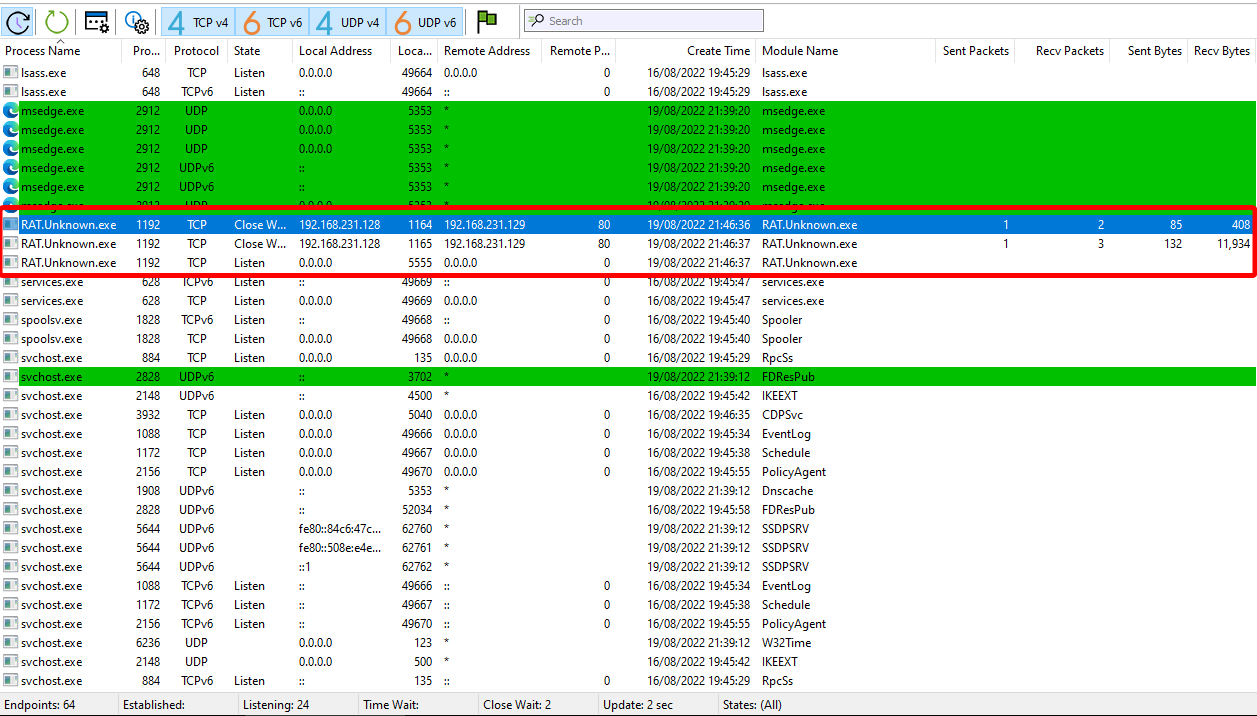 4 TCP v4 6 TCP v6 4 UDP v4 6 UDP v6 Search
Process Name Pro... Protocol State Local Address Loca... Remote Address Remote P... Create Time Module Name Sent Packets Recv Packets Sent Bytes Recv Bytes
lsass.exe 648 TCP Listen 0.0.0.0 49664 0.0.0.0 0 16/08/2022 19:45:29 lsass.exe
lsass.exe 648 TCPv6 Listen :: 49664 :: 0 16/08/2022 19:45:29 lsass.exe
msedge.exe 2912 UDP 0.0.0.0 5353 * 19/08/2022 21:39:20 msedge.exe
msedge.exe 2912 UDP 0.0.0.0 5353 * 19/08/2022 21:39:20 msedge.exe
msedge.exe 2912 UDP 0.0.0.0 5353 * 19/08/2022 21:39:20 msedge.exe
msedge.exe 2912 UDPv6 :: 5353 * 19/08/2022 21:39:20 msedge.exe
msedge.exe 2912 UDPv6 :: 5353 * 19/08/2022 21:39:20 msedge.exe
RAT.Unknown.exe 1192 TCP Close W... 192.168.231.128 1164 192.168.231.129 80 19/08/2022 21:46:36 RAT.Unknown.exe 1 2 85 408
RAT.Unknown.exe 1192 TCP Close W... 192.168.231.128 1165 192.168.231.129 80 19/08/2022 21:46:37 RAT.Unknown.exe 1 3 132 11,934
RAT.Unknown.exe 1192 TCP Listen 0.0.0.0 5555 0.0.0.0 0 19/08/2022 21:46:37 RAT.Unknown.exe
services.exe 628 TCPv6 Listen :: 49669 :: 0 16/08/2022 19:45:47 services.exe
services.exe 628 TCP Listen 0.0.0.0 49669 0.0.0.0 0 16/08/2022 19:45:47 services.exe
spoolsv.exe 1828 TCPv6 Listen :: 49668 :: 0 16/08/2022 19:45:40 Spooler
spoolsv.exe 1828 TCP Listen 0.0.0.0 49668 0.0.0.0 0 16/08/2022 19:45:40 Spooler
svchost.exe 884 TCP Listen 0.0.0.0 135 0.0.0.0 0 16/08/2022 19:45:29 RpcSs
svchost.exe 2828 UDPv6 :: 3702 * 19/08/2022 21:39:12 FDResPub
svchost.exe 2148 UDPv6 :: 4500 * 16/08/2022 19:45:42 IKEEXT
svchost.exe 3932 TCP Listen 0.0.0.0 5040 0.0.0.0 0 16/08/2022 19:46:35 CDPSvc
svchost.exe 1088 TCP Listen 0.0.0.0 49666 0.0.0.0 0 16/08/2022 19:45:34 EventLog
svchost.exe 1172 TCP Listen 0.0.0.0 49667 0.0.0.0 0 16/08/2022 19:45:38 Schedule
svchost.exe 2156 TCP Listen 0.0.0.0 49670 0.0.0.0 0 16/08/2022 19:45:55 PolicyAgent
svchost.exe 1908 UDPv6 :: 5353 * 19/08/2022 21:39:12 Dnscache
svchost.exe 2828 UDPv6 :: 52034 * 16/08/2022 19:45:58 FDResPub
svchost.exe 5644 UDPv6 fe80::84c6:47c... 62760 * 19/08/2022 21:39:12 SSDPSRV
svchost.exe 5644 UDPv6 fe80::508e:e4e... 62761 * 19/08/2022 21:39:12 SSDPSRV
svchost.exe 5644 UDPv6 ::1 62762 * 19/08/2022 21:39:12 SSDPSRV
svchost.exe 1088 TCPv6 Listen :: 49666 :: 0 16/08/2022 19:45:34 EventLog
svchost.exe 1172 TCPv6 Listen :: 49667 :: 0 16/08/2022 19:45:38 Schedule
svchost.exe 2156 TCPv6 Listen :: 49670 :: 0 16/08/2022 19:45:55 PolicyAgent
svchost.exe 6236 UDP 0.0.0.0 123 * 19/08/2022 21:39:12 W32Time
svchost.exe 2148 UDP 0.0.0.0 500 * 16/08/2022 19:45:42 IKEEXT
svchost.exe 884 TCPv6 Listen :: 135 :: 0 16/08/2022 19:45:29 RpcSs
Endpoints: 64 Established: Listening: 24 Time Wait: Close Wait: 2 Update: 2 sec States: (All)